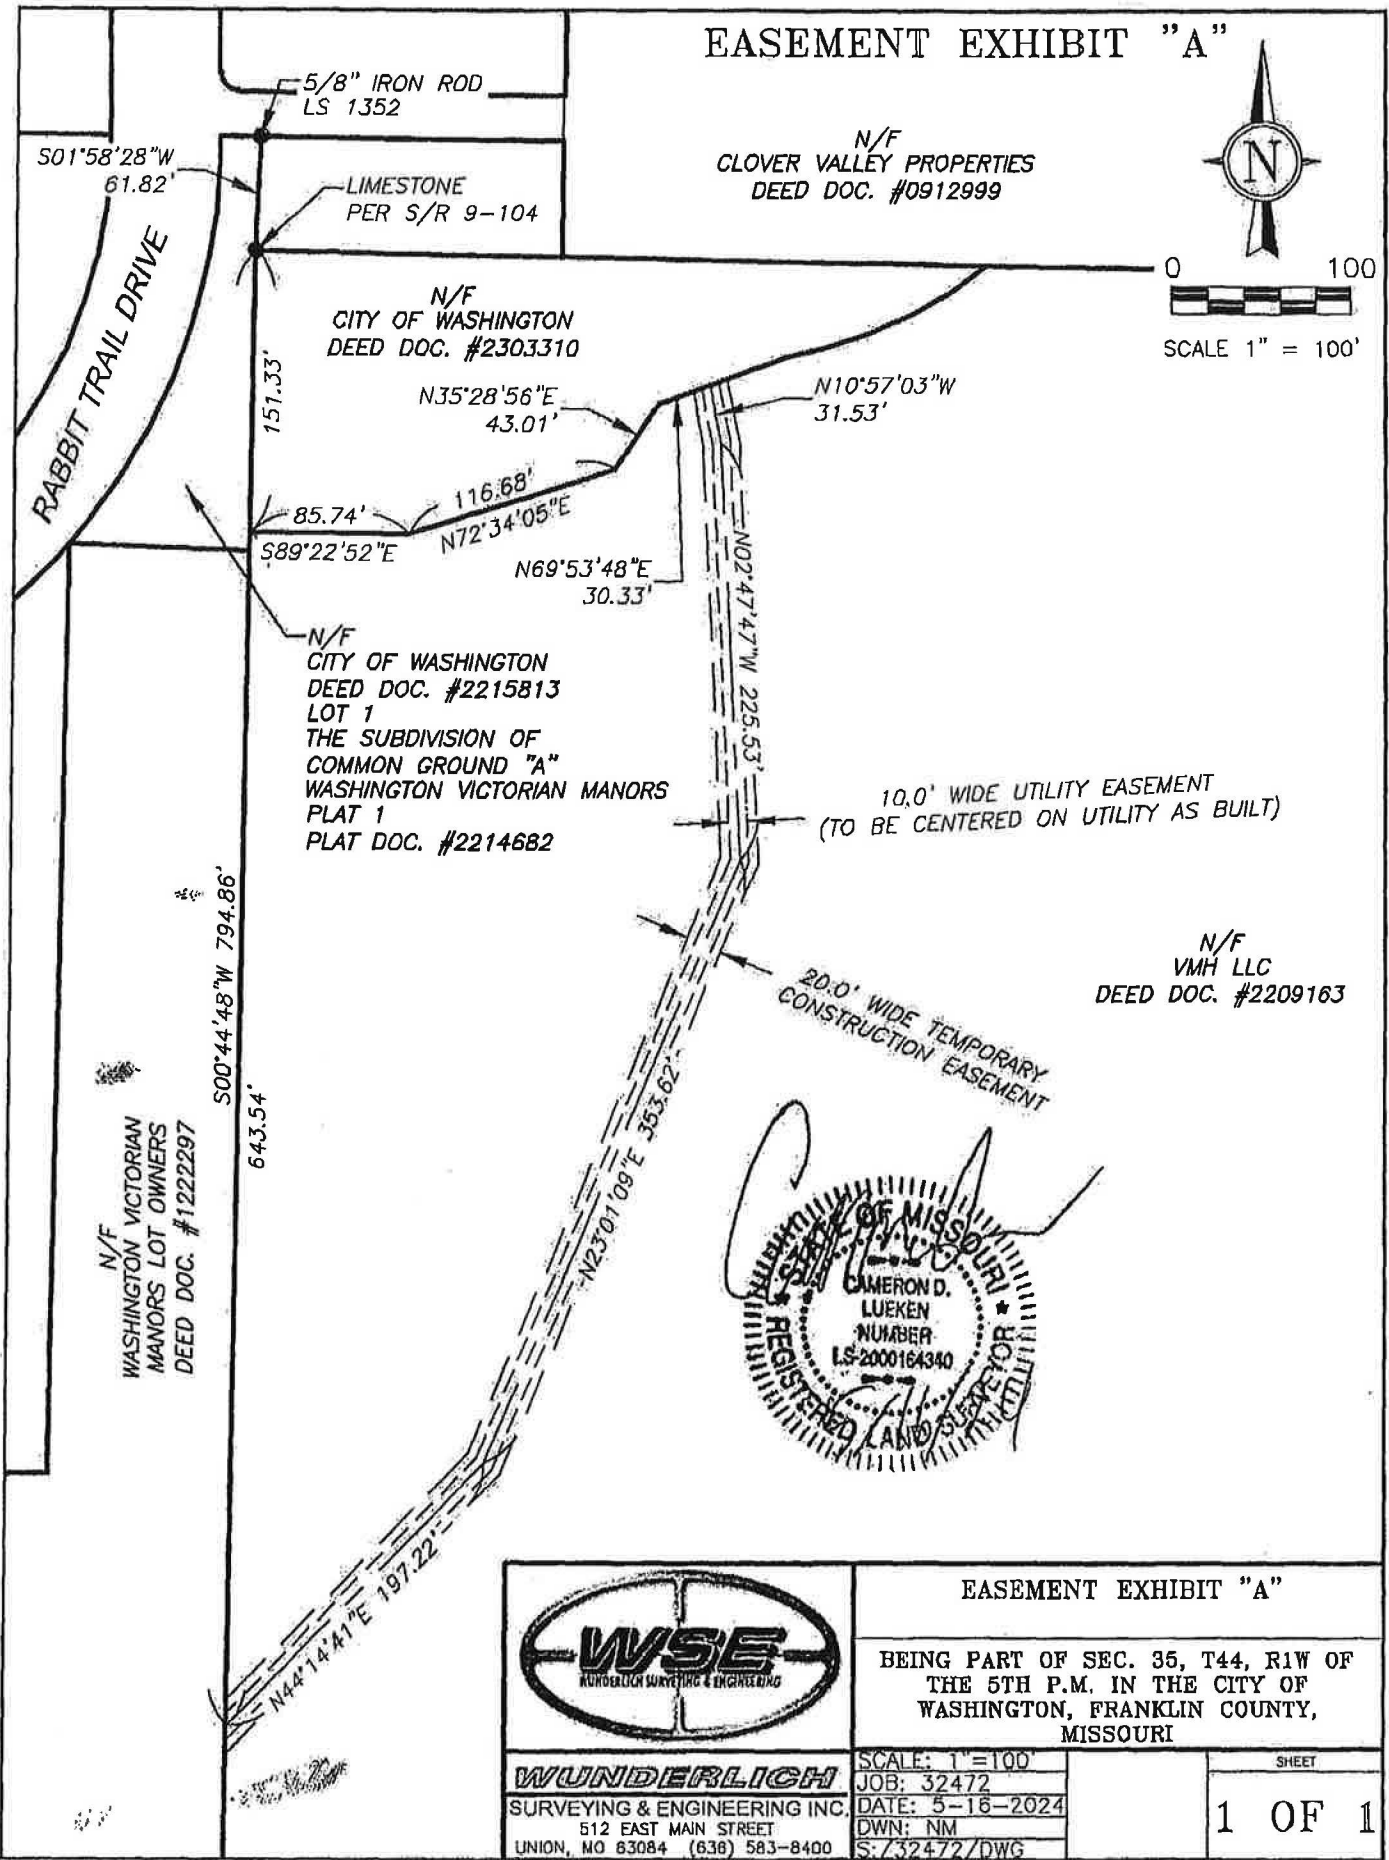 EASEMENT EXHIBIT "A"
5/8" IRON ROD
LS 1352
S01°58'28"W
61.82'
LIMESTONE
PER S/R 9-104
N/F
CLOVER VALLEY PROPERTIES
DEED DOC. #0912999
N
0 100
SCALE 1" = 100'
RABBIT TRAIL DRIVE
N/F
CITY OF WASHINGTON
DEED DOC. #2303310
151.33'
N35°28'56"E
43.01'
N10°57'03"W
31.53'
85.74'
S89°22'52"E
116.68'
N72°34'05"E
N69°53'48"E
30.33'
N02°47'47"W 225.53'
N/F
CITY OF WASHINGTON
DEED DOC. #2215813
LOT 1
THE SUBDIVISION OF
COMMON GROUND "A"
WASHINGTON VICTORIAN MANORS
PLAT 1
PLAT DOC. #2214682
10.0' WIDE UTILITY EASEMENT
(TO BE CENTERED ON UTILITY AS BUILT)
S00°44'48"W 794.86'
643.54'
N/F
VMH LLC
DEED DOC. #2209163
20.0' WIDE TEMPORARY
CONSTRUCTION EASEMENT
N/F
WASHINGTON VICTORIAN
MANORS LOT OWNERS
DEED DOC. #1222297
N23°01'09"E 353.62'
STATE OF MISSOURI
CAMERON D.
LUEKEN
NUMBER
LS-2000164340
REGISTERED LAND SURVEYOR
N44°14'41"E 197.22'
WSE
WUNDERLICH SURVEYING & ENGINEERING
WUNDERLICH
SURVEYING & ENGINEERING INC.
512 EAST MAIN STREET
UNION, MO 63084 (636) 583-8400
EASEMENT EXHIBIT "A"
BEING PART OF SEC. 35, T44, R1W OF
THE 5TH P.M. IN THE CITY OF
WASHINGTON, FRANKLIN COUNTY,
MISSOURI
SCALE: 1"=100'
JOB: 32472
DATE: 5-16-2024
DWN: NM
S:/32472/DWG
SHEET
1 OF 1